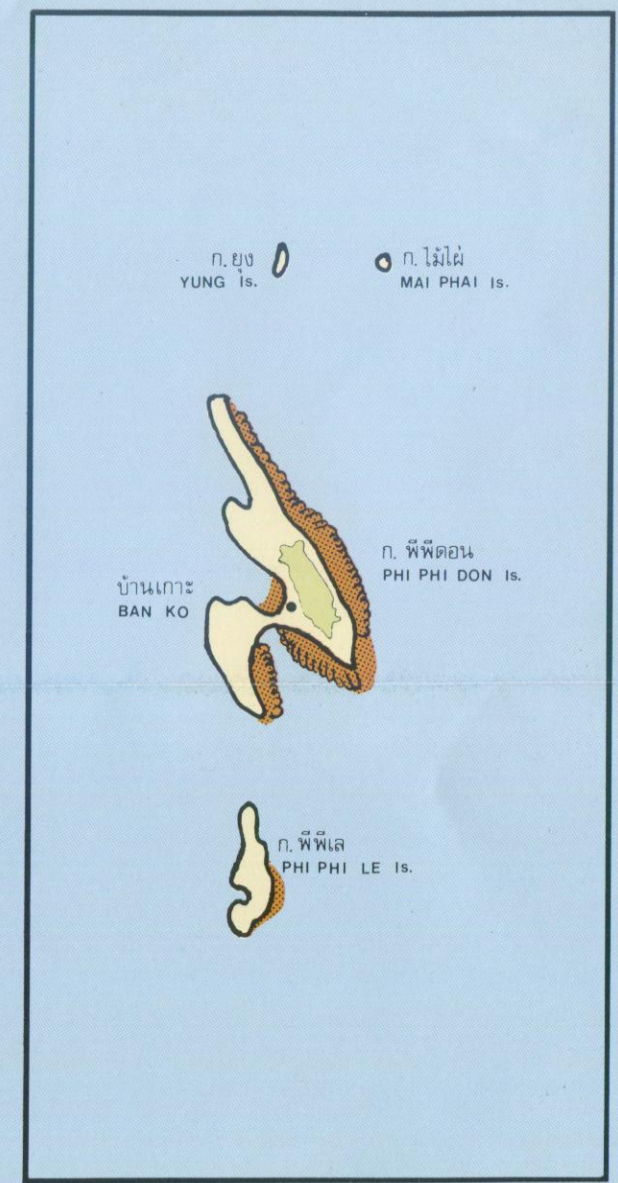 ก. ยุง
YUNG Is.
ก. ไม้ไผ่
MAI PHAI Is.
ก. พีพีดอน
PHI PHI DON Is.
บ้านเกาะ
BAN KO
ก. พีพีเล
PHI PHI LE Is.